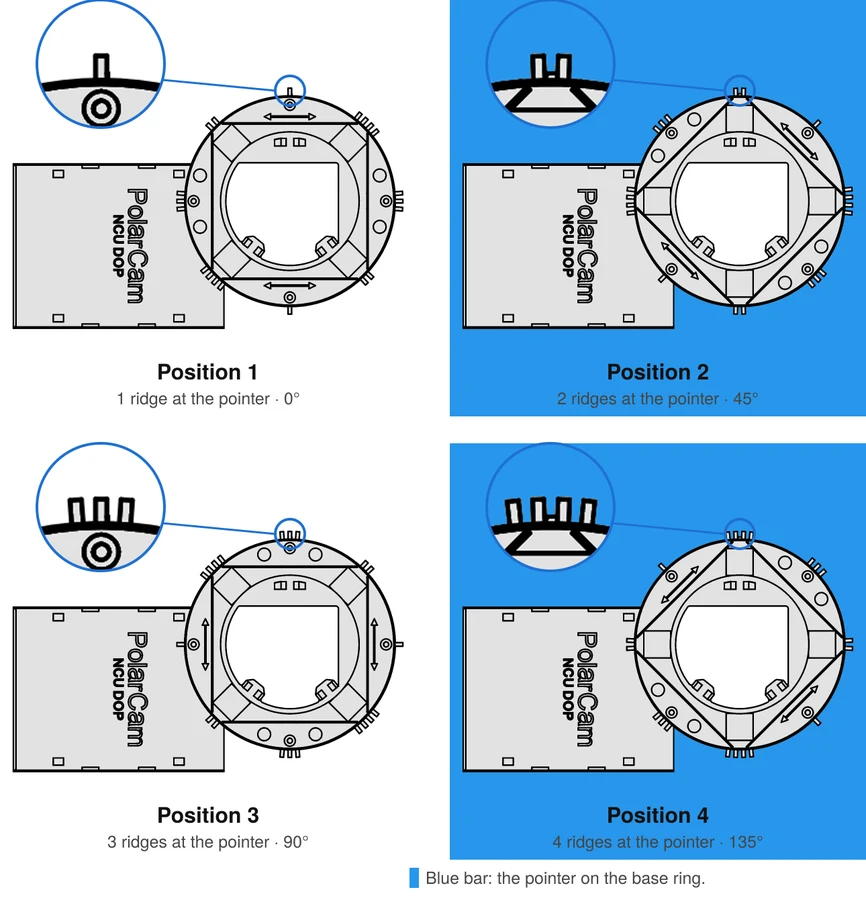 PolarCam
NCU DOP
Position 1
1 ridge at the pointer · 0°
PolarCam
NCU DOP
Position 2
2 ridges at the pointer · 45°
PolarCam
NCU DOP
Position 3
3 ridges at the pointer · 90°
PolarCam
NCU DOP
Position 4
4 ridges at the pointer · 135°
Blue bar: the pointer on the base ring.